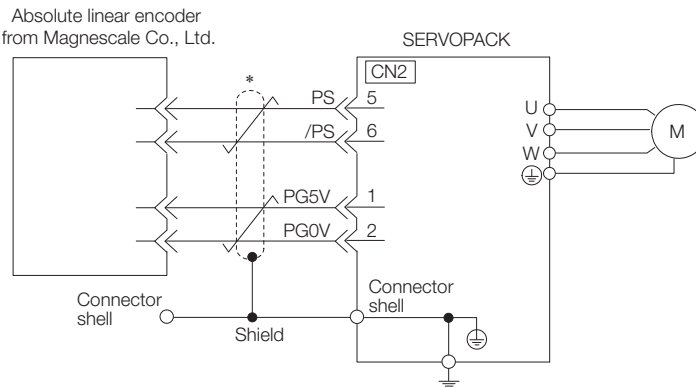 Absolute linear encoder
from Magnescale Co., Ltd.
SERVOPACK
CN2
*
PS 5
/PS 6
PG5V 1
PG0V 2
U
V
W
M
Connector
shell
Shield
Connector
shell